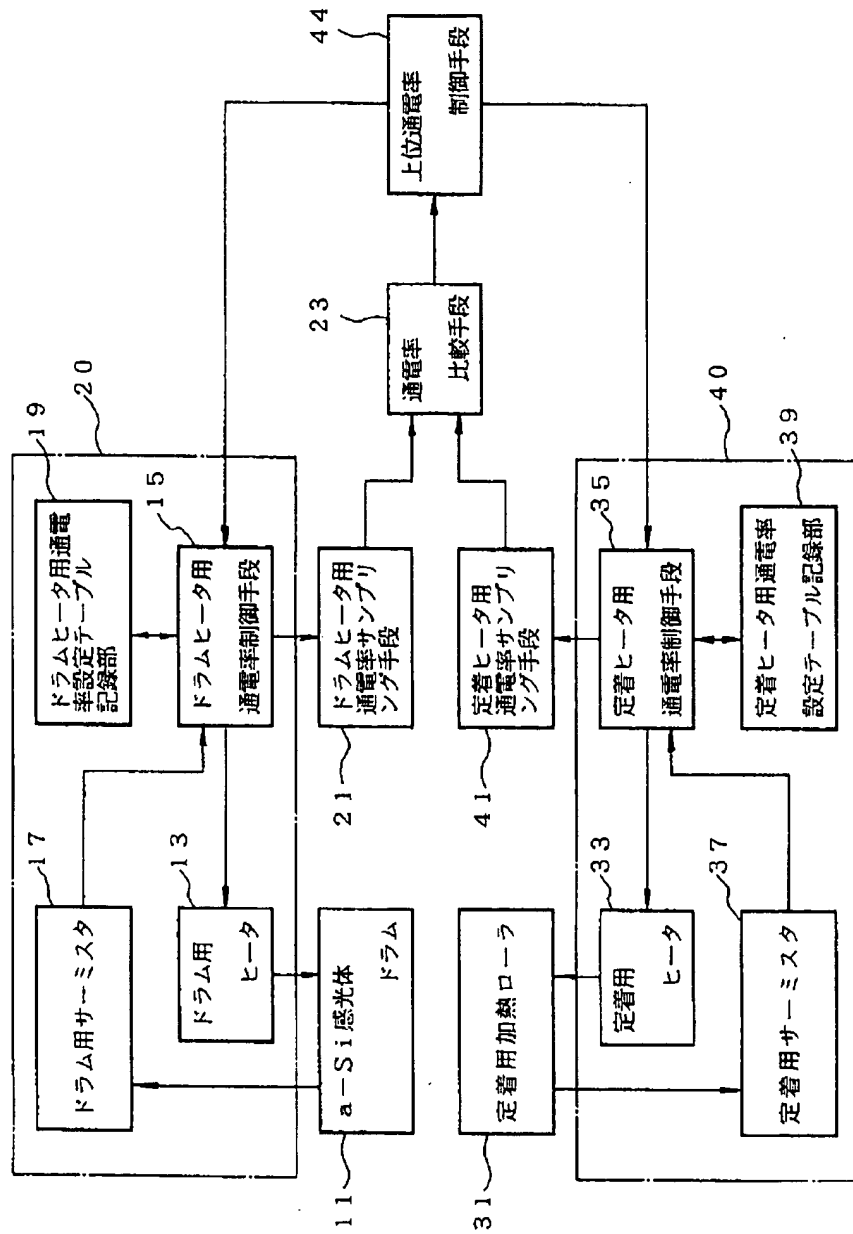 17
ドラム用サーミスタ
19
ドラムヒータ用通電
率設定テーブル
記録部
20
13
ドラム用
ヒータ
15
ドラムヒータ用
通電率制御手段
11
a-Si感光体
ドラム
21
ドラムヒータ用
通電率サンプリ
ング手段
23
通電率
比較手段
44
上位通電率
制御手段
31
定着用加熱ローラ
41
定着ヒータ用
通電率サンプリ
ング手段
33
定着用
ヒータ
35
定着ヒータ用
通電率制御手段
40
37
定着用サーミスタ
39
定着ヒータ用通電率
設定テーブル記録部